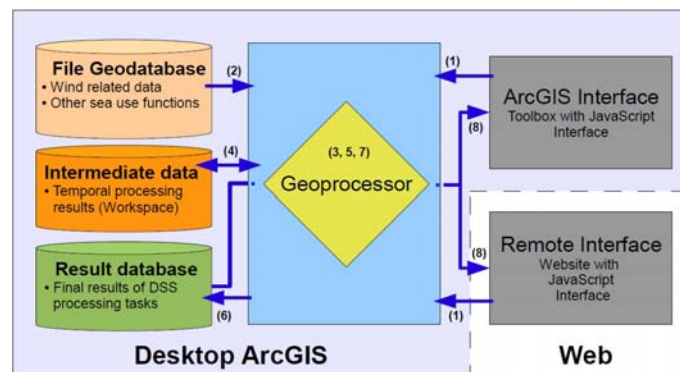 File Geodatabase
• Wind related data
• Other sea use functions
(2)
Intermediate data
• Temporal processing
results (Workspace)
(4)
Result database
• Final results of DSS
processing tasks
(6)
(3, 5, 7)
Geoprocessor
(1)
(8)
ArcGIS Interface
Toolbox with JavaScript
Interface
(8)
(1)
Remote Interface
Website with
JavaScript
Interface
Desktop ArcGIS
Web